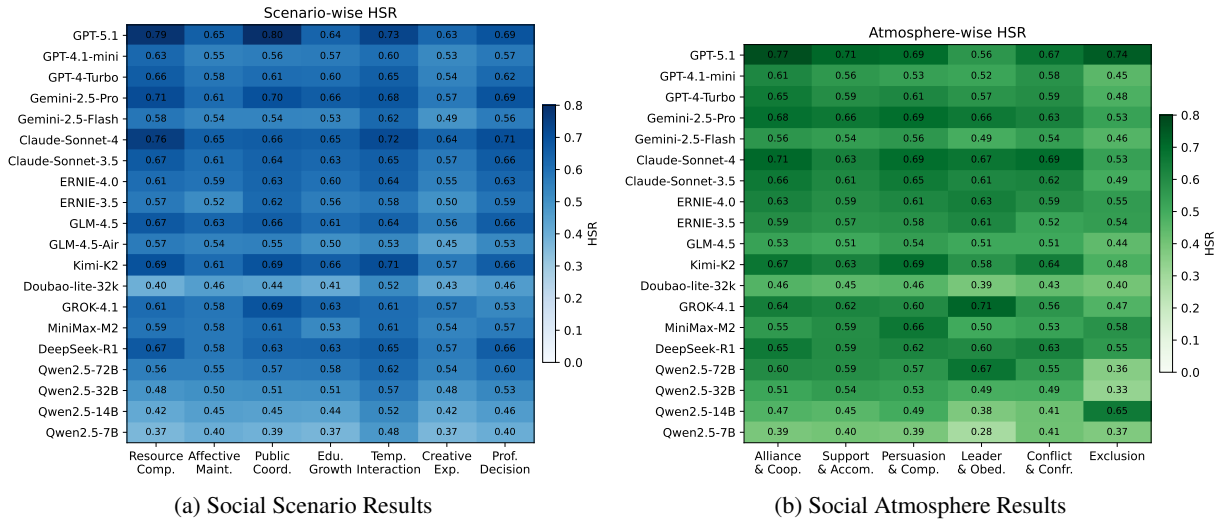 Scenario-wise HSR
GPT-5.1 0.79 0.65 0.80 0.64 0.73 0.63 0.69
GPT-4.1-mini 0.63 0.55 0.56 0.57 0.60 0.53 0.57
GPT-4-Turbo 0.66 0.58 0.61 0.60 0.65 0.54 0.62
Gemini-2.5-Pro 0.71 0.61 0.70 0.66 0.68 0.57 0.69
Gemini-2.5-Flash 0.58 0.54 0.54 0.53 0.62 0.49 0.56
Claude-Sonnet-4 0.76 0.65 0.66 0.65 0.72 0.64 0.71
Claude-Sonnet-3.5 0.67 0.61 0.64 0.63 0.65 0.57 0.66
ERNIE-4.0 0.61 0.59 0.63 0.60 0.64 0.55 0.63
ERNIE-3.5 0.57 0.52 0.62 0.56 0.58 0.50 0.59
GLM-4.5 0.67 0.63 0.66 0.61 0.64 0.56 0.66
GLM-4.5-Air 0.57 0.54 0.55 0.50 0.53 0.45 0.53
Kimi-K2 0.69 0.61 0.69 0.66 0.71 0.57 0.66
Doubao-lite-32k 0.40 0.46 0.44 0.41 0.52 0.43 0.46
GROK-4.1 0.61 0.58 0.69 0.63 0.61 0.57 0.53
MiniMax-M2 0.59 0.58 0.61 0.53 0.61 0.54 0.57
DeepSeek-R1 0.67 0.58 0.63 0.63 0.65 0.57 0.66
Qwen2.5-72B 0.56 0.55 0.57 0.58 0.62 0.54 0.60
Qwen2.5-32B 0.48 0.50 0.51 0.51 0.57 0.48 0.53
Qwen2.5-14B 0.42 0.45 0.45 0.44 0.52 0.42 0.46
Qwen2.5-7B 0.37 0.40 0.39 0.37 0.48 0.37 0.40
Resource Affective Public Edu. Temp. Creative Prof.
Comp. Maint. Coord. Growth Interaction Exp. Decision
0.8
0.7
0.6
0.5
0.4
0.3
0.2
0.1
0.0
HSR
(a) Social Scenario Results
Atmosphere-wise HSR
GPT-5.1 0.77 0.71 0.69 0.56 0.67 0.74
GPT-4.1-mini 0.61 0.56 0.53 0.52 0.58 0.45
GPT-4-Turbo 0.65 0.59 0.61 0.57 0.59 0.48
Gemini-2.5-Pro 0.68 0.66 0.69 0.66 0.63 0.53
Gemini-2.5-Flash 0.56 0.54 0.56 0.49 0.54 0.46
Claude-Sonnet-4 0.71 0.63 0.69 0.67 0.69 0.53
Claude-Sonnet-3.5 0.66 0.61 0.65 0.61 0.62 0.49
ERNIE-4.0 0.63 0.59 0.61 0.63 0.59 0.55
ERNIE-3.5 0.59 0.57 0.58 0.61 0.52 0.54
GLM-4.5 0.53 0.51 0.54 0.51 0.51 0.44
Kimi-K2 0.67 0.63 0.69 0.58 0.64 0.48
Doubao-lite-32k 0.46 0.45 0.46 0.39 0.43 0.40
GROK-4.1 0.64 0.62 0.60 0.71 0.56 0.47
MiniMax-M2 0.55 0.59 0.66 0.50 0.53 0.58
DeepSeek-R1 0.65 0.59 0.62 0.60 0.63 0.55
Qwen2.5-72B 0.60 0.59 0.57 0.67 0.55 0.36
Qwen2.5-32B 0.51 0.54 0.53 0.49 0.49 0.33
Qwen2.5-14B 0.47 0.45 0.49 0.38 0.41 0.65
Qwen2.5-7B 0.39 0.40 0.40 0.28 0.41 0.37
Alliance Support Persuasion Leader Conflict Exclusion
& Coop. & Accom. & Comp. & Obed. & Confr.
0.8
0.7
0.6
0.5
0.4
0.3
0.2
0.1
0.0
HSR
(b) Social Atmosphere Results